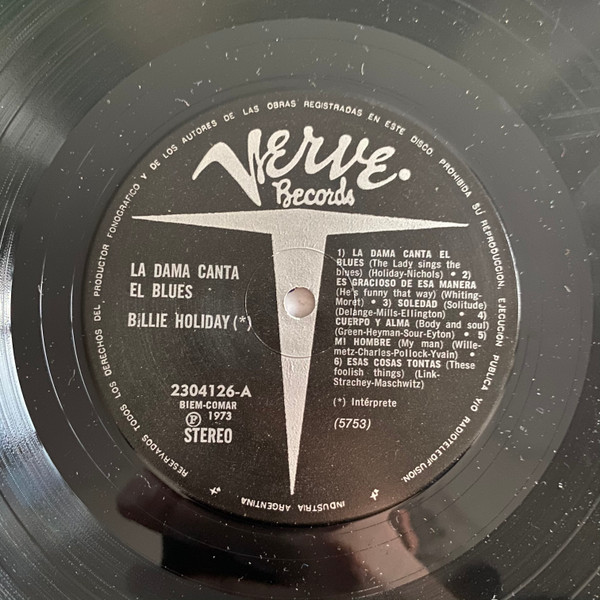 RESERVADOS TODOS LOS DERECHOS DEL PRODUCTOR FONOGRAFICO Y DE LOS AUTORES DE LAS OBRAS REGISTRADAS EN ESTE DISCO. PROHIBIDA SU REPRODUCCION, EJECUCION PUBLICA Y/O RADIOTELEDIFUSION.
Verve.
Records
LA DAMA CANTA
EL BLUES
BILLIE HOLIDAY (*)
2304126-A
BIEM-COMAR
Ⓟ 1973
STEREO
1) LA DAMA CANTA EL
BLUES (The Lady sings the
blues) (Holiday-Nichols) • 2)
ES GRACIOSO DE ESA MANERA
(He's funny that way) (Whiting-
Moret) • 3) SOLEDAD (Solitude)
(Delange-Mills-Ellington) • 4)
CUERPO Y ALMA (Body and soul)
(Green-Heyman-Sour-Eyton) • 5)
MI HOMBRE (My man) (Wille-
metz-Charles-Pollock-Yvain) •
6) ESAS COSAS TONTAS (These
foolish things) (Link-
Strachey-Maschwitz)
(*) Intérprete
(5753)
INDUSTRIA ARGENTINA